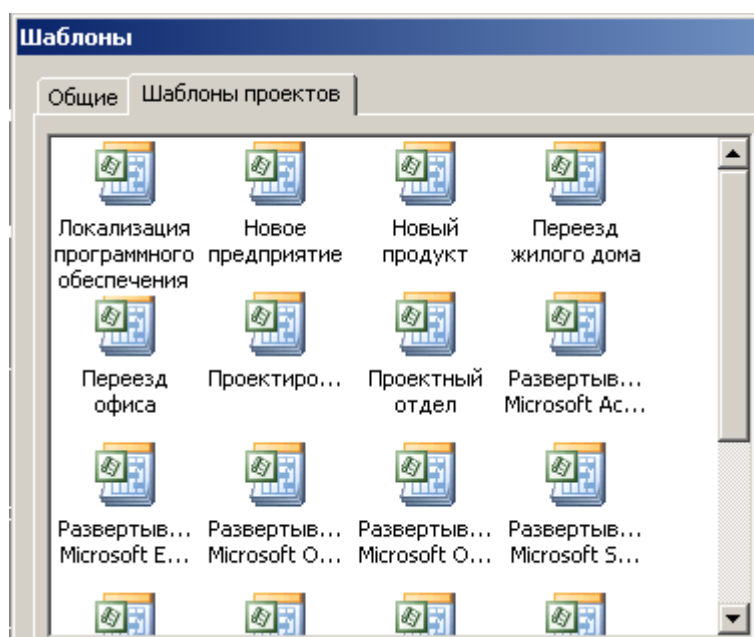 Шаблоны
Общие
Шаблоны проектов
Локализация
программного
обеспечения
Новое
предприятие
Новый
продукт
Переезд
жилого дома
Переезд
офиса
Проектиро...
Проектный
отдел
Развертыв...
Microsoft Ac...
Развертыв...
Microsoft E...
Развертыв...
Microsoft O...
Развертыв...
Microsoft O...
Развертыв...
Microsoft S...